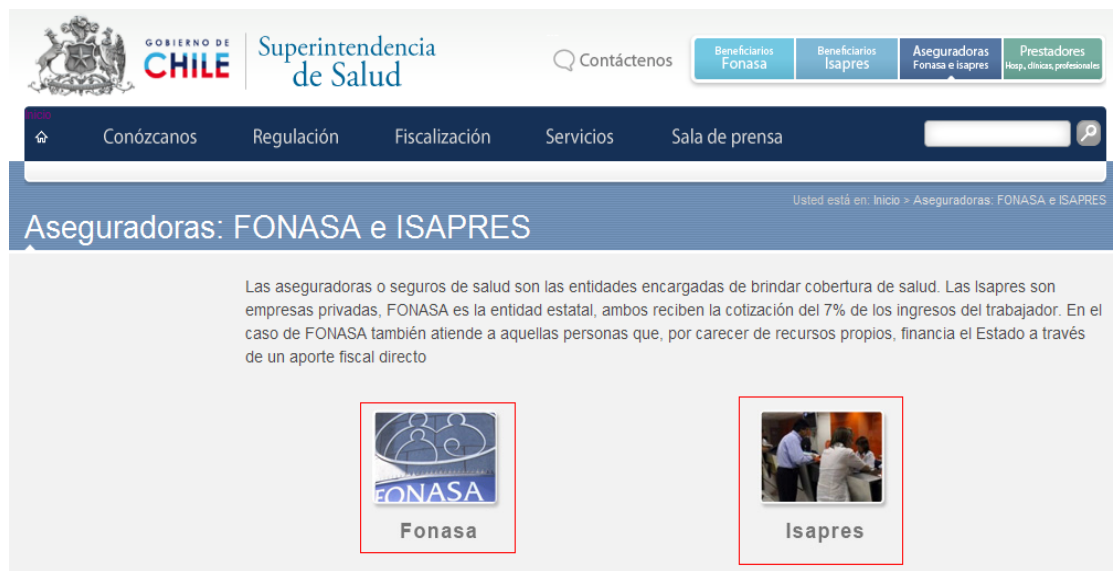 GOBIERNO DE
CHILE
Superintendencia
de Salud
Contáctenos
Beneficiarios
Fonasa
Beneficiarios
Isapres
Aseguradoras
Fonasa e isapres
Prestadores
Hosp., clínicas, profesionales
Inicio
Conózcanos Regulación Fiscalización Servicios Sala de prensa
Usted está en: Inicio > Aseguradoras: FONASA e ISAPRES
Aseguradoras: FONASA e ISAPRES
Las aseguradoras o seguros de salud son las entidades encargadas de brindar cobertura de salud. Las Isapres son
empresas privadas, FONASA es la entidad estatal, ambos reciben la cotización del 7% de los ingresos del trabajador. En el
caso de FONASA también atiende a aquellas personas que, por carecer de recursos propios, financia el Estado a través
de un aporte fiscal directo
FONASA
Fonasa
Isapres